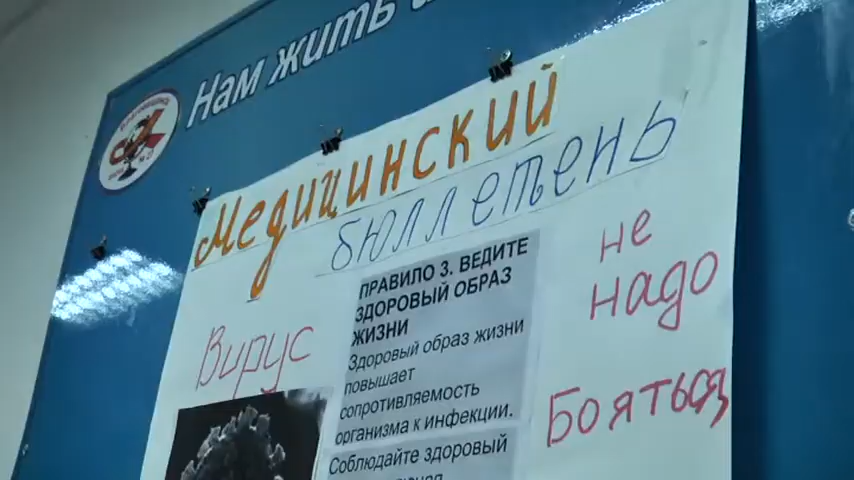 Нам жить
Медицинский
бюллетень
ПРАВИЛО 3. ВЕДИТЕ
ЗДОРОВЫЙ ОБРАЗ
ЖИЗНИ
Здоровый образ жизни
повышает
сопротивляемость
организма к инфекции.
Соблюдайте здоровый
Вирус
не
надо
Бояться,